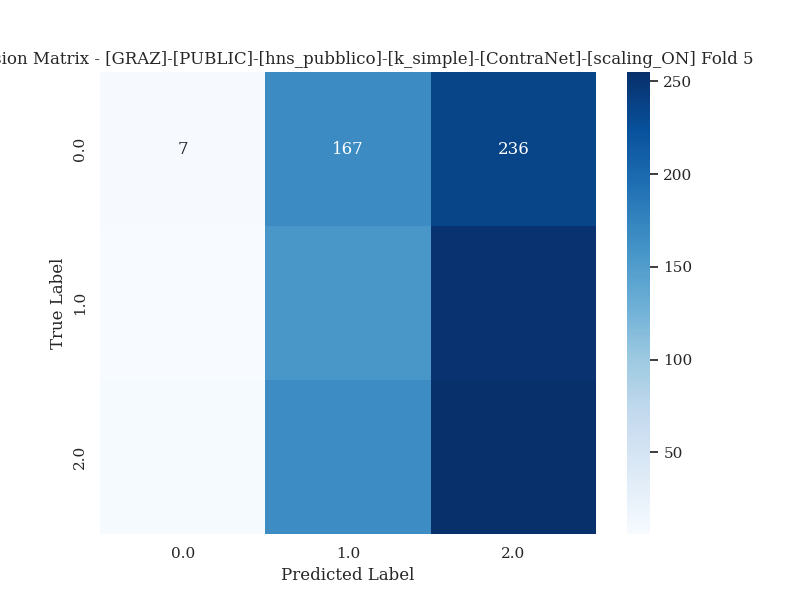 sion Matrix - [GRAZ]-[PUBLIC]-[hns_pubblico]-[k_simple]-[ContraNet]-[scaling_ON] Fold 5
250
0.0
7 167 236
200
150
True Label
1.0
100
2.0
50
0.0 1.0 2.0
Predicted Label